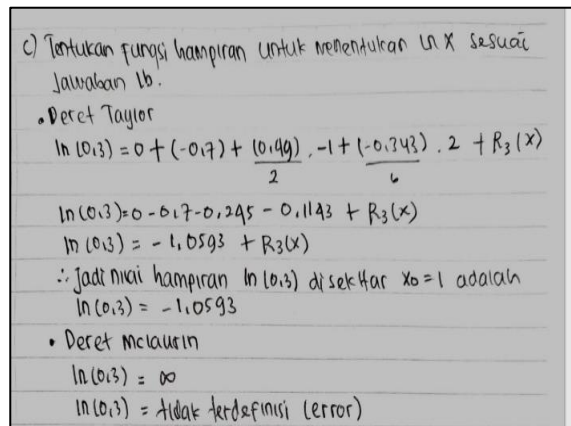 c) Tentukan fungsi hampiran untuk menentukan ln x sesuai
Jawaban 1b.
• Deret Taylor
ln (0,3) = 0 + (-0,7) + (0,49)/2 . -1 + (-0,343)/6 . 2 + R₃(x)
ln(0,3)=0 - 0,7 - 0,245 - 0,1143 + R₃(x)
ln (0,3) = - 1,0593 + R₃(x)
∴ Jadi nilai hampiran ln (0,3) disekitar x₀ = 1 adalah
ln (0,3) = -1,0593
• Deret Mclaurin
ln (0,3) = ∞
ln (0,3) = tidak terdefinisi (error)